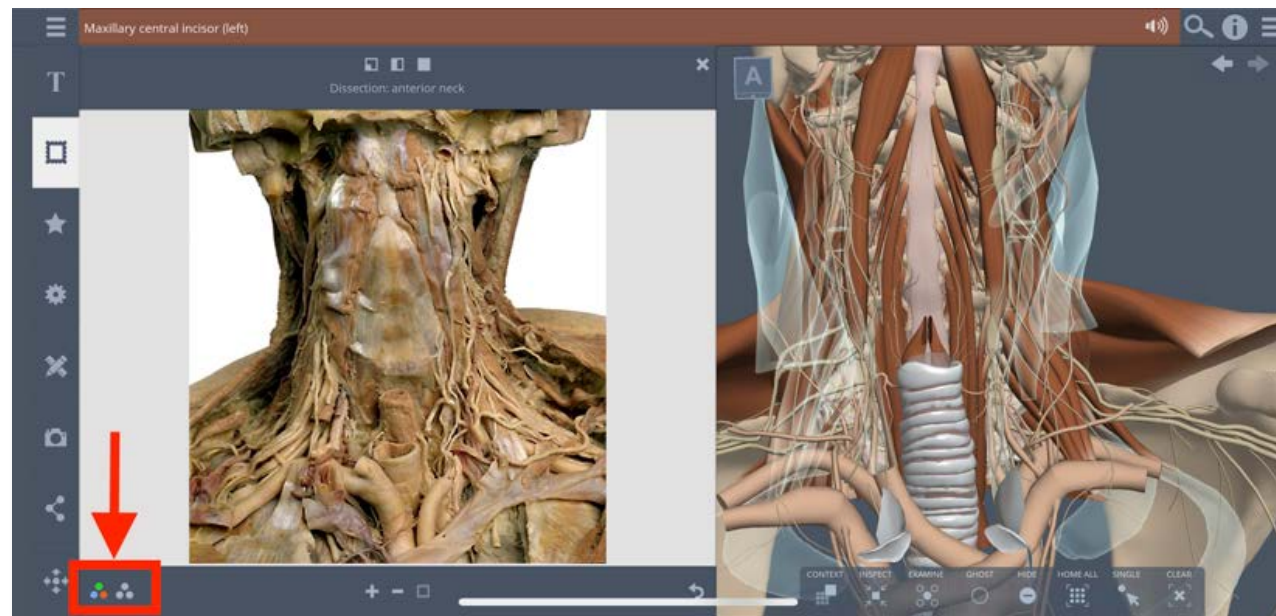 Maxillary central incisor (left)
T
Dissection: anterior neck
A
CONTEXT INSPECT EXAMINE GHOST HIDE HOME ALL SINGLE CLEAR